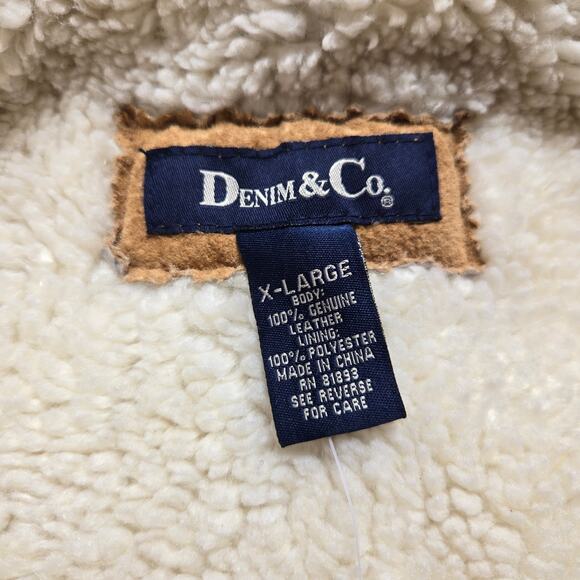 DENIM & CO.®
X-LARGE
BODY:
100% GENUINE
LEATHER
LINING:
100% POLYESTER
MADE IN CHINA
RN 81893
SEE REVERSE
FOR CARE